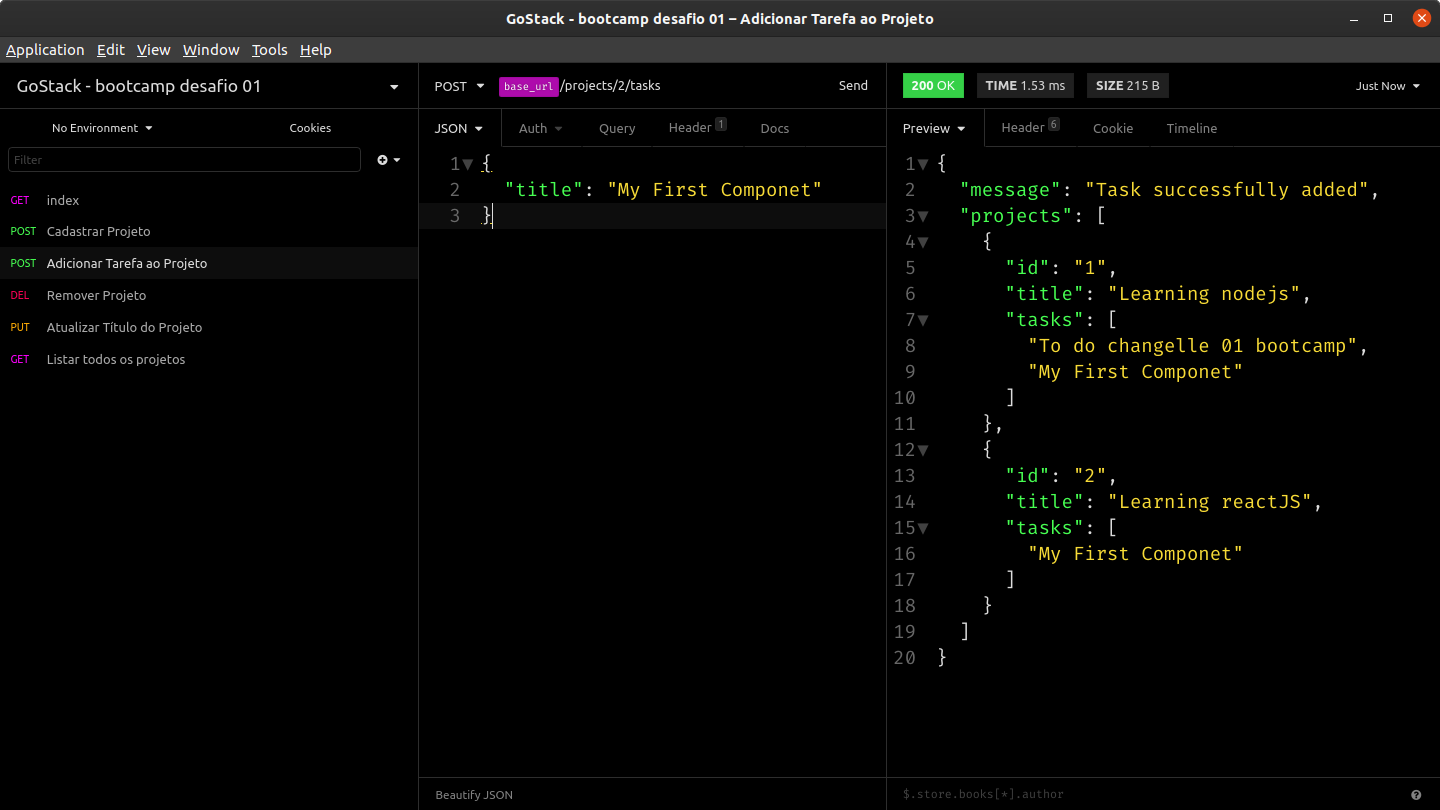 GoStack - bootcamp desafio 01 – Adicionar Tarefa ao Projeto
Application Edit View Window Tools Help
GoStack - bootcamp desafio 01
No Environment Cookies
Filter
GET index
POST Cadastrar Projeto
POST Adicionar Tarefa ao Projeto
DEL Remover Projeto
PUT Atualizar Título do Projeto
GET Listar todos os projetos
POST base_url/projects/2/tasks Send
JSON Auth Query Header 1 Docs
1 {
2 "title": "My First Componet"
3 }
Beautify JSON
200 OK TIME 1.53 ms SIZE 215 B Just Now
Preview Header 6 Cookie Timeline
1 {
2 "message": "Task successfully added",
3 "projects": [
4 {
5 "id": "1",
6 "title": "Learning nodejs",
7 "tasks": [
8 "To do changelle 01 bootcamp",
9 "My First Componet"
10 ]
11 },
12 {
13 "id": "2",
14 "title": "Learning reactJS",
15 "tasks": [
16 "My First Componet"
17 ]
18 }
19 ]
20 }
$.store.books[*].author